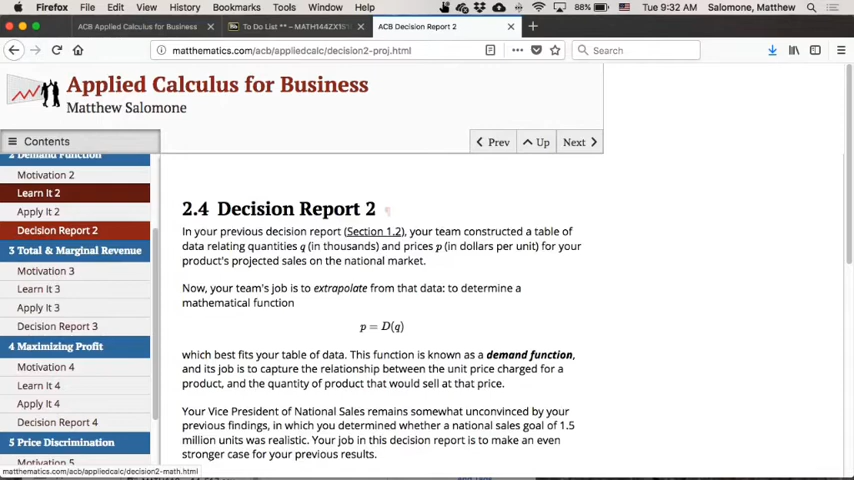 Firefox File Edit View History Bookmarks Tools Window Help 88% Tue 9:32 AM Salomone, Matthew
ACB Applied Calculus for Business
To Do List ** – MATH144ZX1S
ACB Decision Report 2
matthematics.com/acb/appliedcalc/decision2-proj.html
Search
Applied Calculus for Business
Matthew Salomone
Contents
Prev Up Next
2 Demand Function
Motivation 2
Learn It 2
Apply It 2
Decision Report 2
3 Total & Marginal Revenue
Motivation 3
Learn It 3
Apply It 3
Decision Report 3
4 Maximizing Profit
Motivation 4
Learn It 4
Apply It 4
Decision Report 4
5 Price Discrimination
Motivation 5
matthematics.com/acb/appliedcalc/decision2-math.html
2.4 Decision Report 2 ¶
In your previous decision report (Section 1.2), your team constructed a table of
data relating quantities q (in thousands) and prices p (in dollars per unit) for your
product's projected sales on the national market.
Now, your team's job is to extrapolate from that data: to determine a
mathematical function
p = D(q)
which best fits your table of data. This function is known as a demand function,
and its job is to capture the relationship between the unit price charged for a
product, and the quantity of product that would sell at that price.
Your Vice President of National Sales remains somewhat unconvinced by your
previous findings, in which you determined whether a national sales goal of 1.5
million units was realistic. Your job in this decision report is to make an even
stronger case for your previous results.